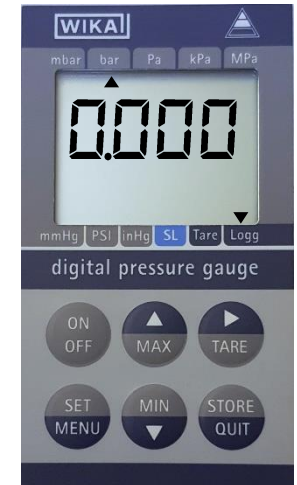 WIKAI
mbar bar Pa kPa MPa
0.000
mmHg PSI inHg SL Tare Logg
digital pressure gauge
ON OFF
MAX
TARE
SET MENU
MIN
STORE QUIT